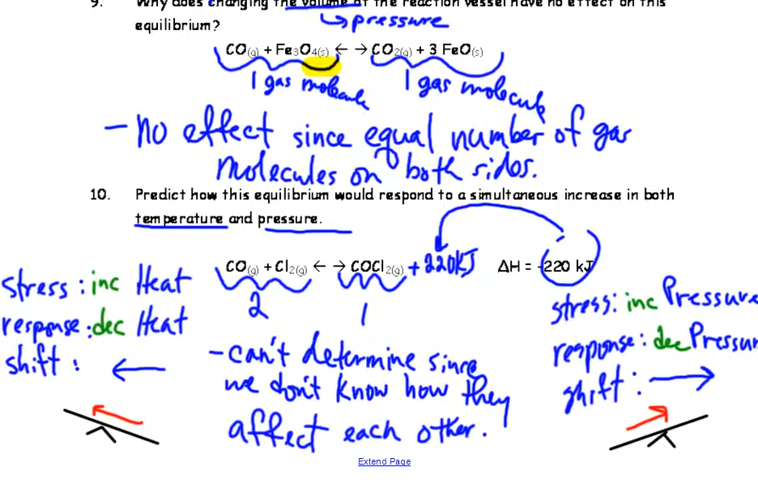 9. Why does changing the volume of the reaction vessel have no effect on this
↳pressure
equilibrium?
CO(g) + Fe3O4(s) ← → CO2(g) + 3 FeO(s)
1 gas molecule 1 gas molecule
- no effect since equal number of gas
molecules on both sides.
10. Predict how this equilibrium would respond to a simultaneous increase in both
temperature and pressure.
CO(g) + Cl2(g) ← → COCl2(g) + 220kJ ΔH = -220 kJ
2 1
stress: inc Heat
response: dec Heat
shift: ←
- can't determine since
we don't know how they
affect each other.
stress: inc Pressure
response: dec Pressure
shift: →
Extend Page